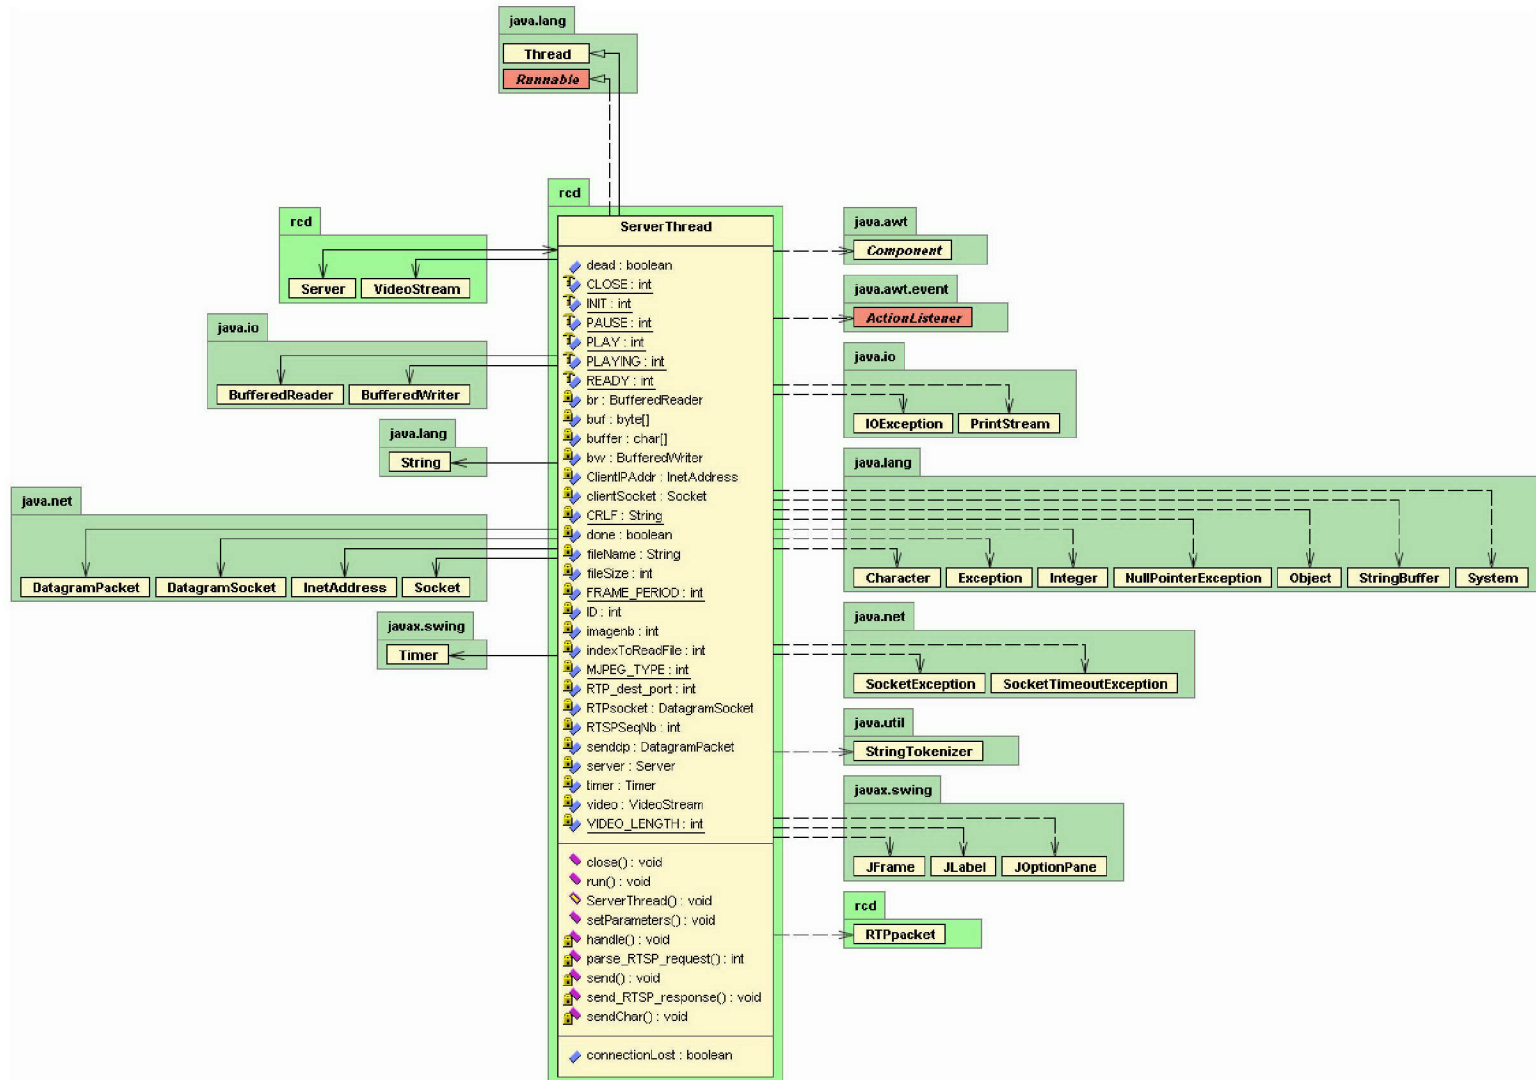 java.lang
Thread
Runnable
rcd
Server
VideoStream
java.io
BufferedReader
BufferedWriter
java.lang
String
java.net
DatagramPacket
DatagramSocket
InetAddress
Socket
javax.swing
Timer
rcd
ServerThread
dead : boolean
CLOSE : int
INIT : int
PAUSE : int
PLAY : int
PLAYING : int
READY : int
br : BufferedReader
buf : byte[]
buffer : char[]
bw : BufferedWriter
ClientIPAddr : InetAddress
clientSocket : Socket
CRLF : String
done : boolean
fileName : String
fileSize : int
FRAME_PERIOD : int
ID : int
imagenb : int
indexToReadFile : int
MJPEG_TYPE : int
RTP_dest_port : int
RTPsocket : DatagramSocket
RTSPSeqNb : int
senddp : DatagramPacket
server : Server
timer : Timer
video : VideoStream
VIDEO_LENGTH : int
close() : void
run() : void
ServerThread() : void
setParameters() : void
handle() : void
parse_RTSP_request() : int
send() : void
send_RTSP_response() : void
sendChar() : void
connectionLost : boolean
java.awt
Component
java.awt.event
ActionListener
java.io
IOException
PrintStream
java.lang
Character
Exception
Integer
NullPointerException
Object
StringBuffer
System
java.net
SocketException
SocketTimeoutException
java.util
StringTokenizer
javax.swing
JFrame
JLabel
JOptionPane
rcd
RTPpacket